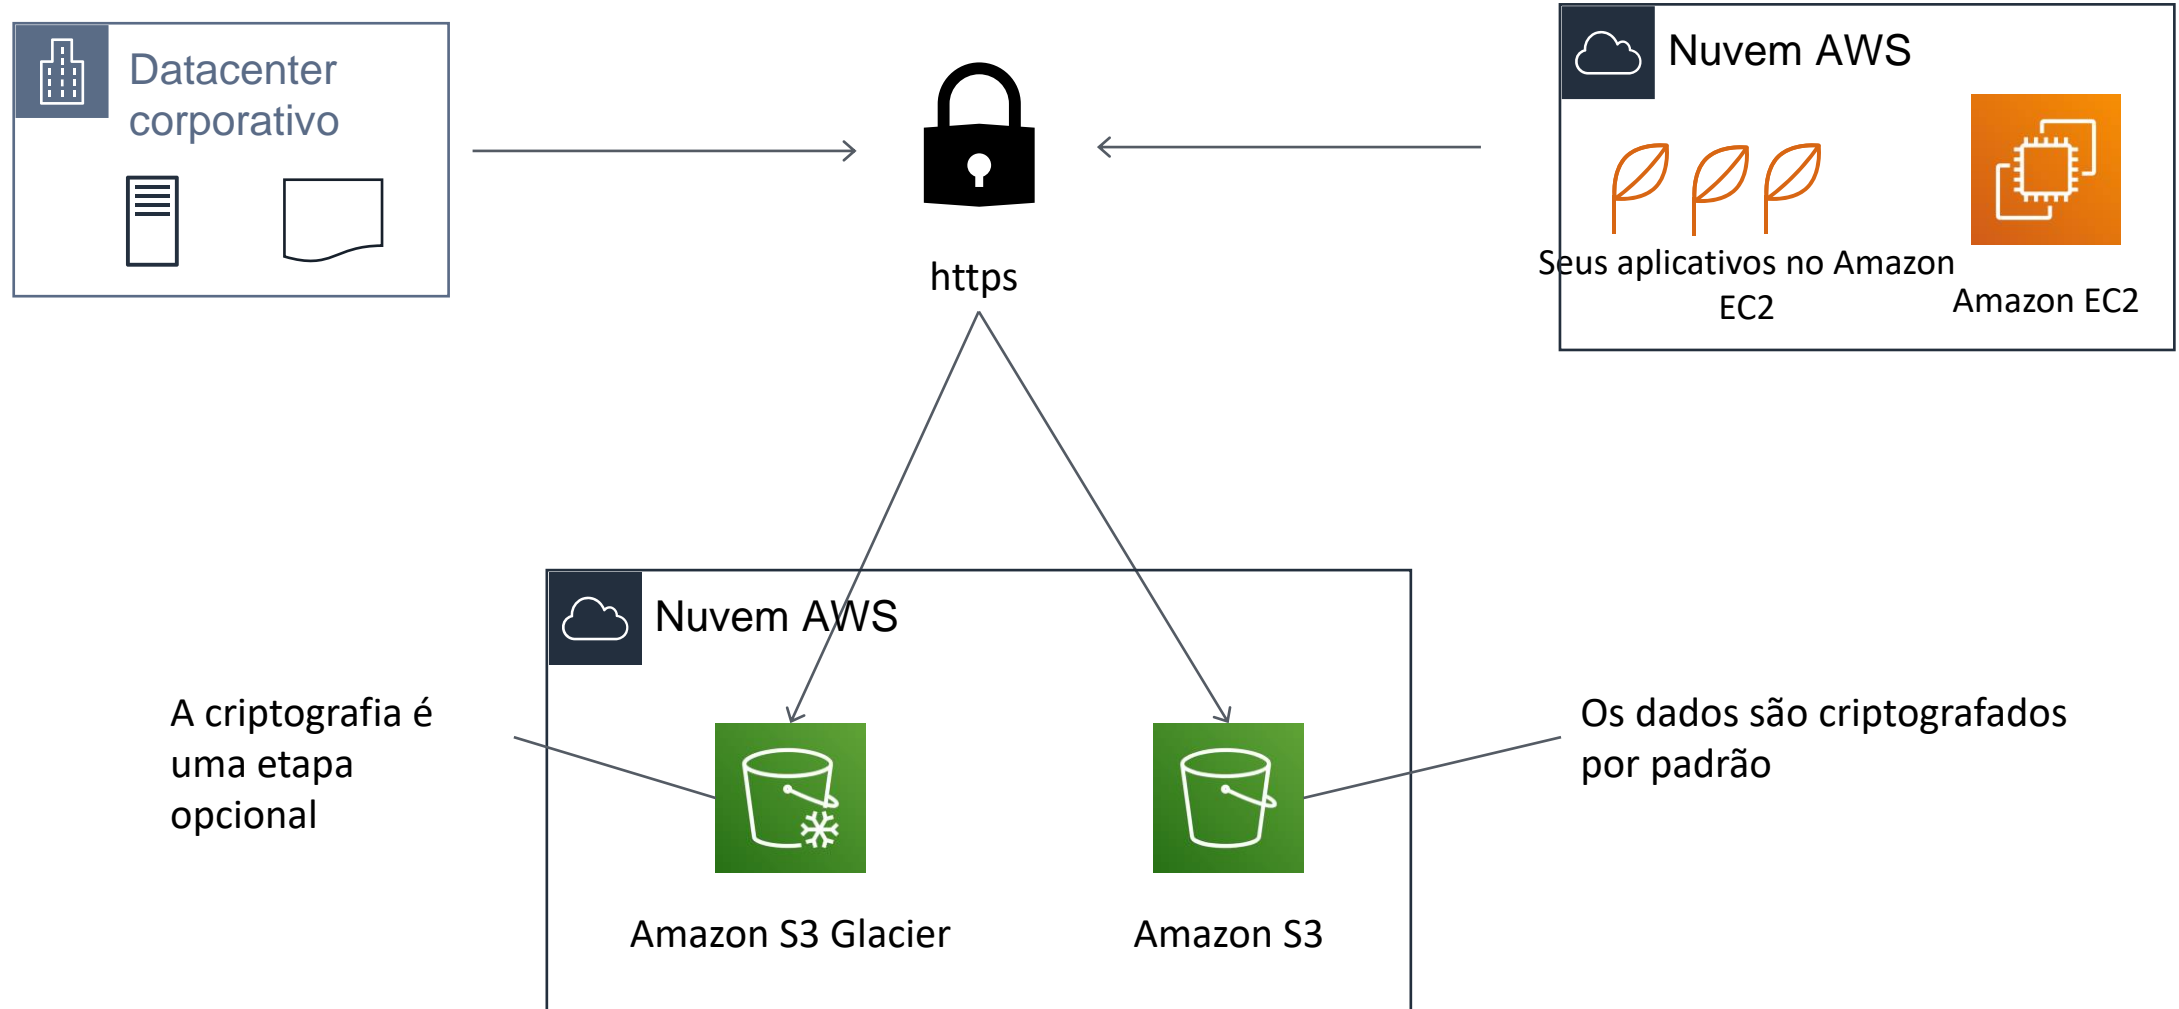 Datacenter
corporativo
https
Nuvem AWS
Seus aplicativos no Amazon
EC2
Amazon EC2
Nuvem AWS
A criptografia é
uma etapa
opcional
Os dados são criptografados
por padrão
Amazon S3 Glacier
Amazon S3